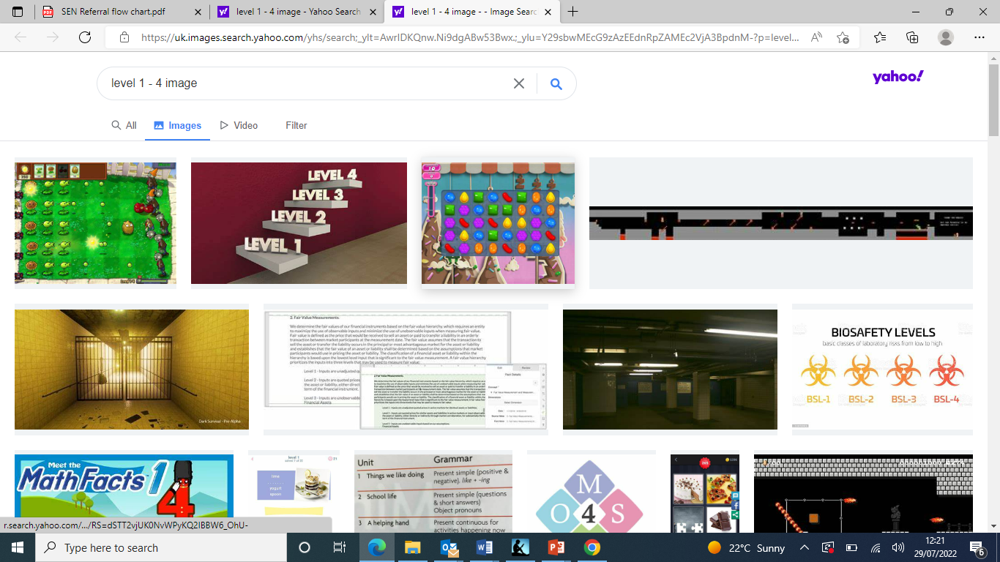 SEN Referral flow chart.pdf
level 1 - 4 image - Yahoo Search
level 1 - 4 image - - Image Searc
https://uk.images.search.yahoo.com/yhs/search;_ylt=AwrIDKQnw.Ni9dgABw53Bwx.;_ylu=Y29sbwMEcG9zAzEEdnRpZAMEc2VjA3BpdnM-?p=level...
level 1 - 4 image
yahoo!
All
Images
Video
Filter
LEVEL 4
LEVEL 3
LEVEL 2
LEVEL 1
Dark Survival - Pre-Alpha
2. Fair Value Measurements.
We determine the fair values of our financial instruments based on the fair value hierarchy, which requires an entity
to maximize the use of observable inputs and minimize the use of unobservable inputs when measuring fair value.
Fair value is defined as the price that would be received to sell an asset or paid to transfer a liability in an orderly
transaction between market participants at the measurement date. The fair value assumes that the transaction to
sell the asset or transfer the liability occurs in the principal or most advantageous market for the asset or liability
and establishes that the fair value of an asset or liability shall be determined based on the assumptions that market
participants would use in pricing the asset or liability. The classification of a financial asset or liability within the
hierarchy is based upon the lowest level input that is significant to the fair value measurement. A fair value hierarchy
prioritizes the inputs into three levels that may be used to measure fair value:
Level 1 - Inputs are unadjusted
Level 2 - Inputs are quoted prices
the asset or liability, either direc
term of the financial instrument.
Level 3 - Inputs are unobservable
Financial Assets
BIOSAFETY LEVELS
basic classes of laboratory risks from low to high
BSL-1
BSL-2
BSL-3
BSL-4
Meet the
MathFacts 1
4
level 1
lime
yogurt
spoon
Unit Grammar
1 Things we like doing Present simple (positive &
negative). like + -ing
2 School life Present simple (questions
& short answers)
Object pronouns
3 A helping hand Present continuous for
activities happening now
M
O 4 S
r.search.yahoo.com/.../RS=dSTT2vjUK0NvWPyKQ2IBBW6_OhU-
Type here to search
22°C Sunny
12:21
29/07/2022
6